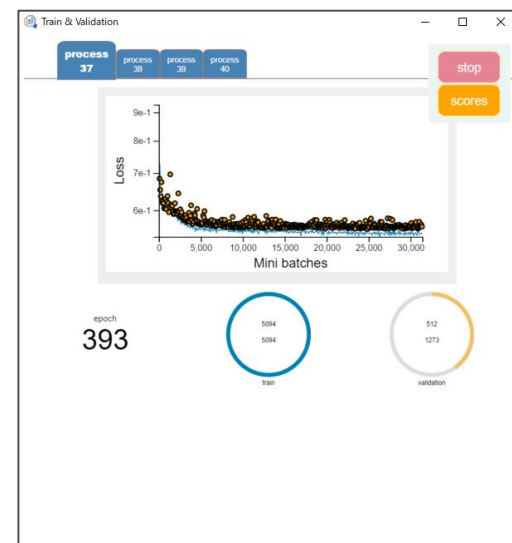 Train & Validation
process
37
process
38
process
39
process
40
stop
scores
9e-1
8e-1
7e-1
6e-1
Loss
0
5,000
10,000
15,000
20,000
25,000
30,000
Mini batches
epoch
393
5094
5094
train
512
1273
validation